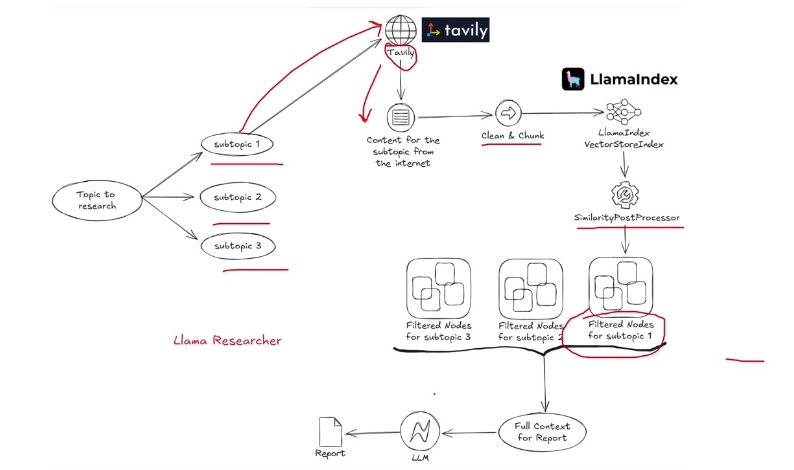 tavily
Tavily
LlamaIndex
Content for the
subtopic from
the internet
Clean & Chunk
LlamaIndex
VectorStoreIndex
subtopic 1
Topic to
research
subtopic 2
subtopic 3
SimilarityPostProcessor
Filtered Nodes
for subtopic 3
Filtered Nodes
for subtopic 2
Filtered Nodes
for subtopic 1
Llama Researcher
Full Context
for Report
LLM
Report